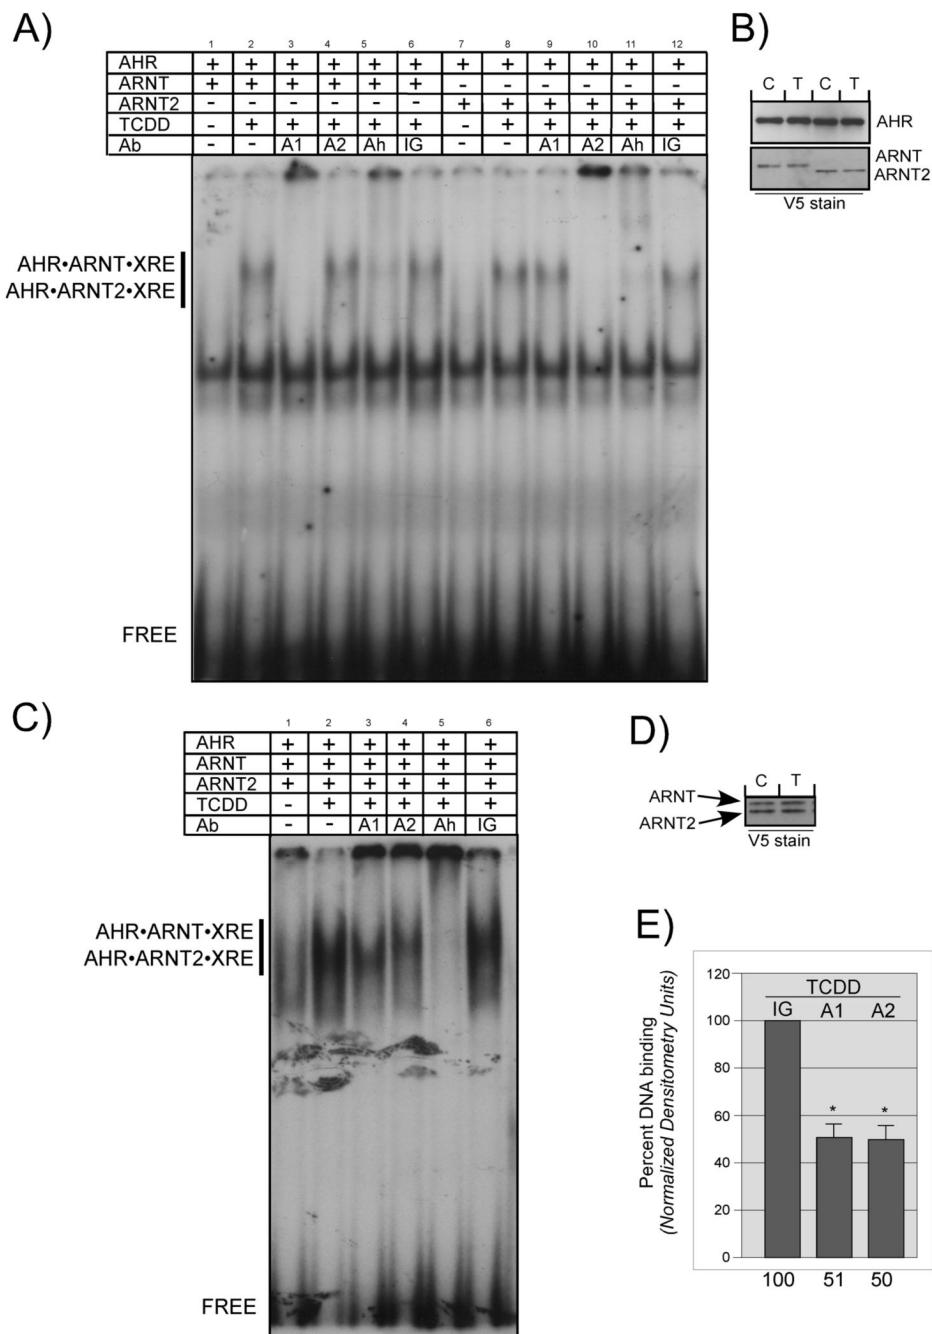 A)
1 2 3 4 5 6 7 8 9 10 11 12
AHR + + + + + + + + + + + +
ARNT + + + + + + - - - - - -
ARNT2 - - - - - - + + + + + +
TCDD - + + + + + - + + + + +
Ab - - A1 A2 Ah IG - - A1 A2 Ah IG
AHR•ARNT•XRE
AHR•ARNT2•XRE
FREE
B)
C T C T
AHR
ARNT
ARNT2
V5 stain
C)
1 2 3 4 5 6
AHR + + + + + +
ARNT + + + + + +
ARNT2 + + + + + +
TCDD - + + + + +
Ab - - A1 A2 Ah IG
AHR•ARNT•XRE
AHR•ARNT2•XRE
FREE
D)
C T
ARNT
ARNT2
V5 stain
E)
Percent DNA binding
(Normalized Densitometry Units)
120
100
80
60
40
20
0
TCDD
IG A1 A2
* *
100 51 50